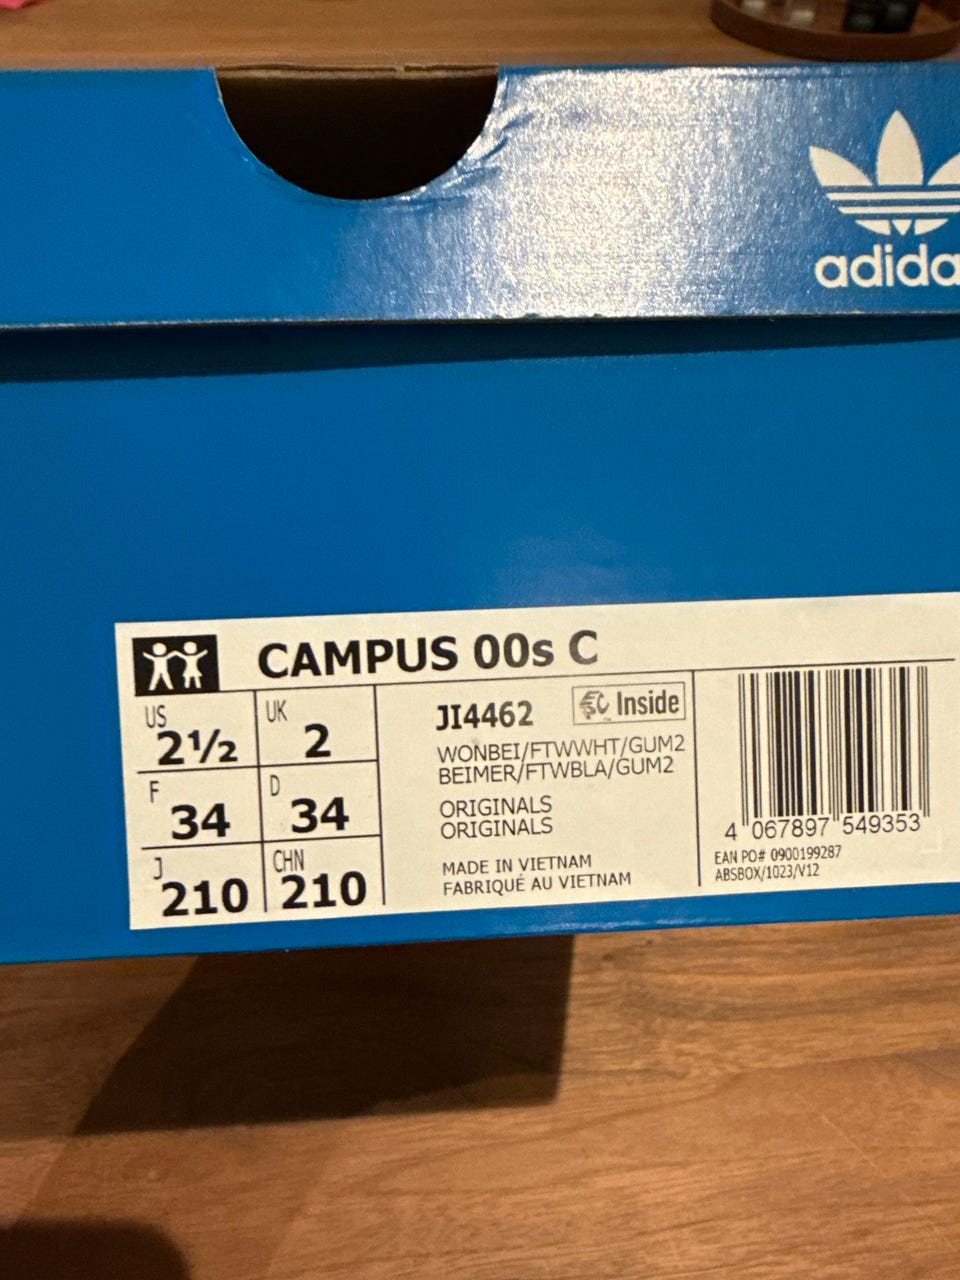 adidas
CAMPUS 00s C
US 2½
UK 2
F 34
D 34
J 210
CHN 210
JI4462
Inside
WONBEI/FTWWHT/GUM2
BEIMER/FTWBLA/GUM2
ORIGINALS
ORIGINALS
MADE IN VIETNAM
FABRIQUÉ AU VIETNAM
4 067897 549353
EAN PO# 0900199287
ABSBOX/1023/V12